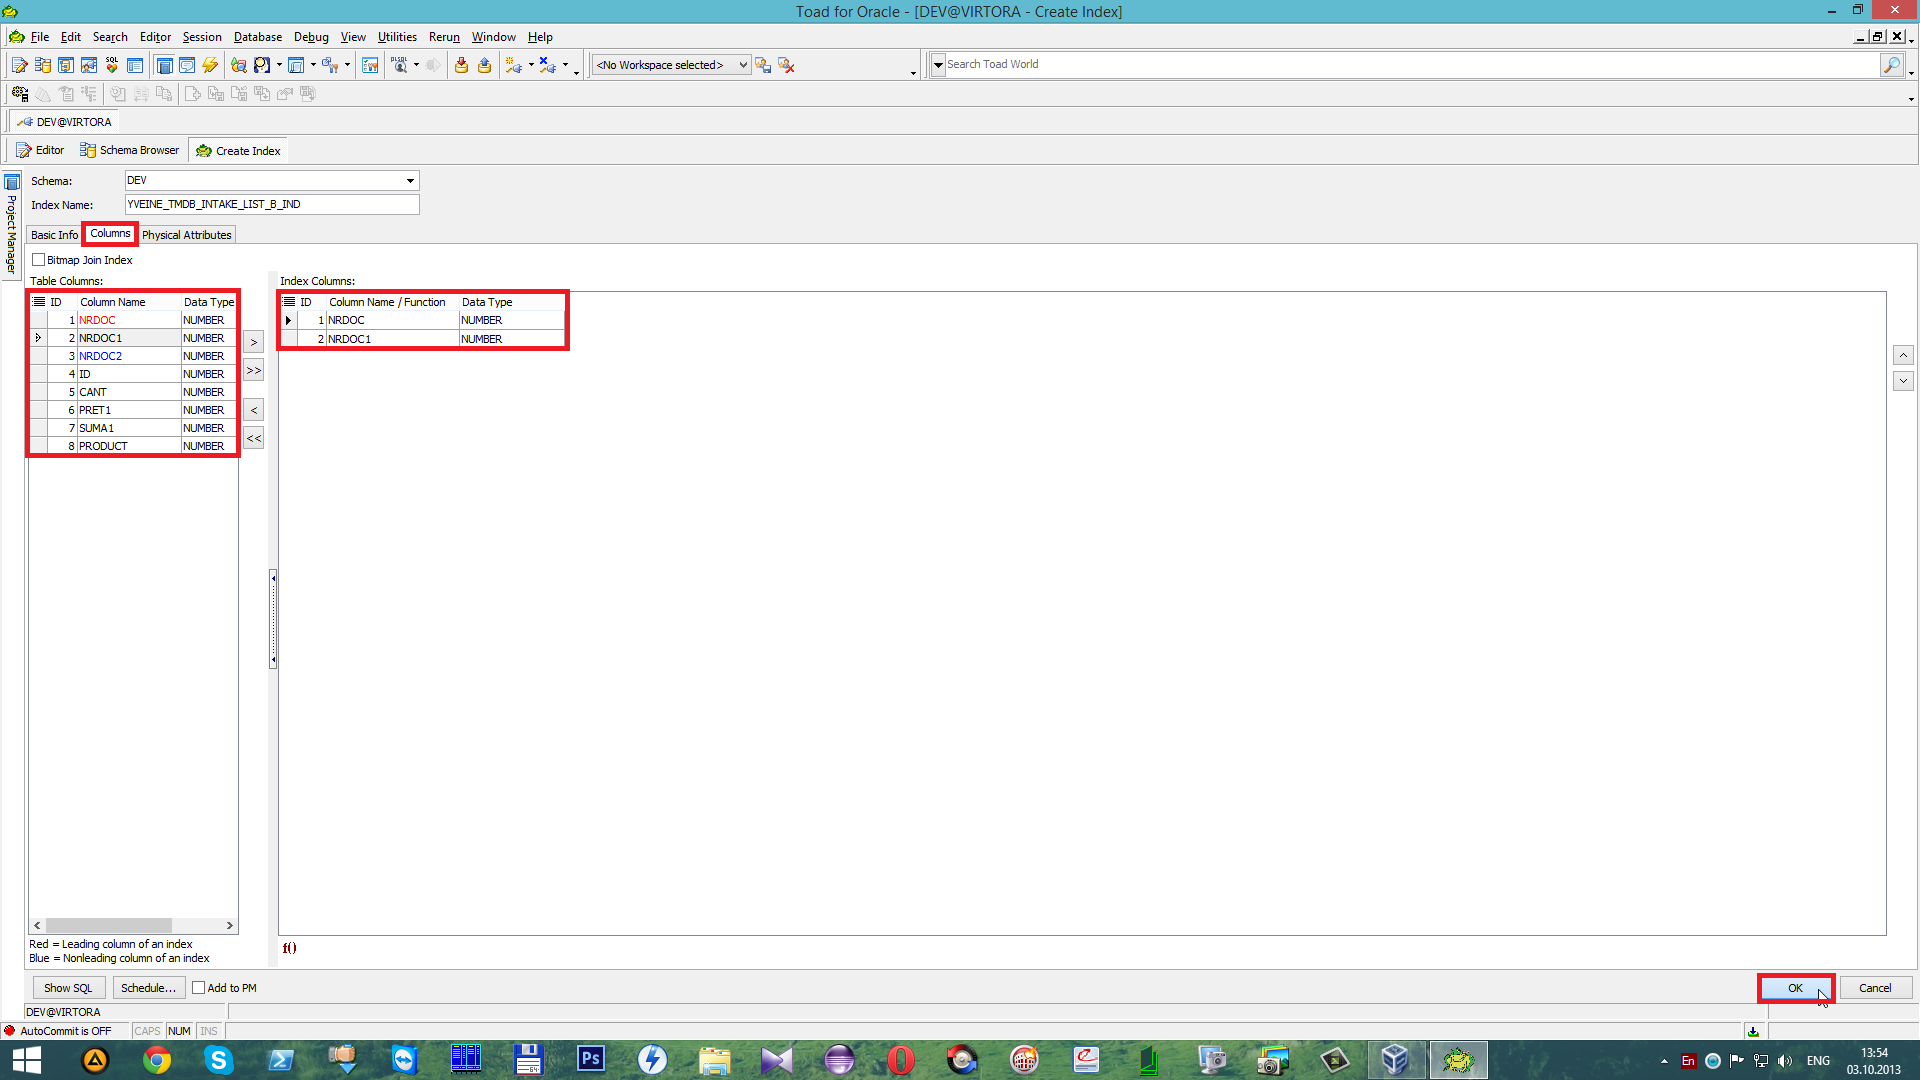 Toad for Oracle - [DEV@VIRTORA - Create Index]
File Edit Search Editor Session Database Debug View Utilities Rerun Window Help
<No Workspace selected> Search Toad World
DEV@VIRTORA
Editor Schema Browser Create Index
Project Manager
Schema: DEV
Index Name: YVEINE_TMDB_INTAKE_LIST_B_IND
Basic Info Columns Physical Attributes
Bitmap Join Index
Table Columns: Index Columns:
ID Column Name Data Type
1 NRDOC NUMBER
2 NRDOC1 NUMBER
3 NRDOC2 NUMBER
4 ID NUMBER
5 CANT NUMBER
6 PRET1 NUMBER
7 SUMA1 NUMBER
8 PRODUCT NUMBER
>
>>
<
<<
ID Column Name / Function Data Type
1 NRDOC NUMBER
2 NRDOC1 NUMBER
Red = Leading column of an index
Blue = Nonleading column of an index
f()
Show SQL Schedule... Add to PM OK Cancel
DEV@VIRTORA
AutoCommit is OFF CAPS NUM INS
64
Ps
En ENG
13:54
03.10.2013